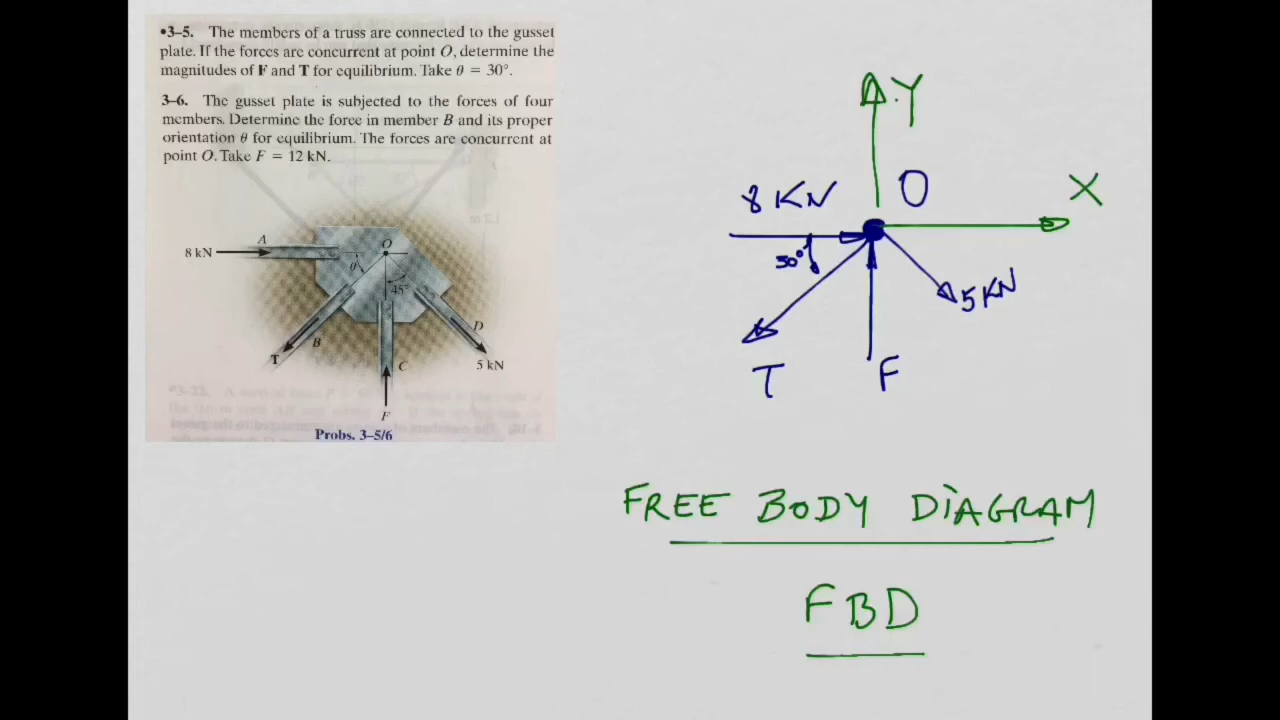 •3–5. The members of a truss are connected to the gusset
plate. If the forces are concurrent at point O, determine the
magnitudes of F and T for equilibrium. Take θ = 30°.
3–6. The gusset plate is subjected to the forces of four
members. Determine the force in member B and its proper
orientation θ for equilibrium. The forces are concurrent at
point O. Take F = 12 kN.
8 kN
A
O
θ
45°
T
B
C
D
5 kN
F
Probs. 3–5/6
Y
X
8 KN
O
30°
5 KN
T
F
FREE BODY DIAGRAM
FBD